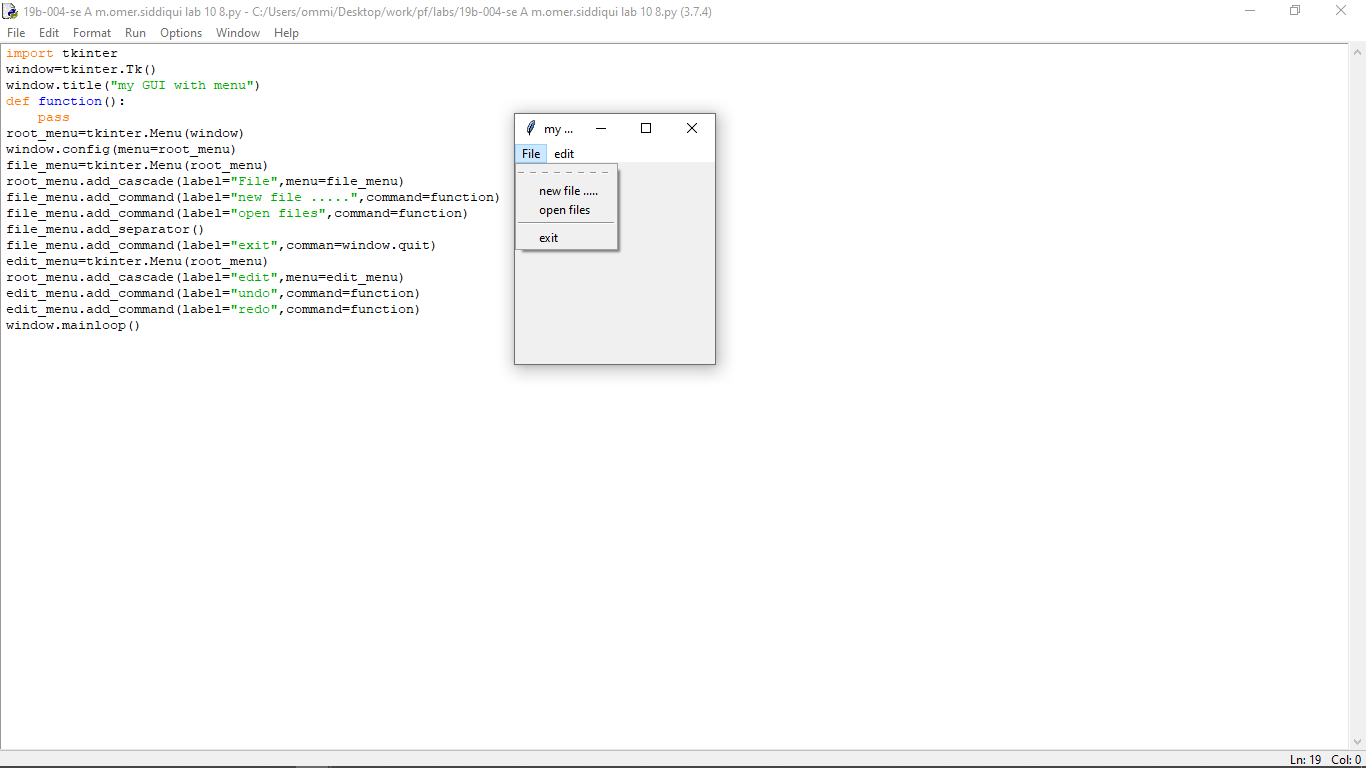 19b-004-se A m.omer.siddiqui lab 10 8.py - C:/Users/ommi/Desktop/work/pf/labs/19b-004-se A m.omer.siddiqui lab 10 8.py (3.7.4)
File Edit Format Run Options Window Help
import tkinter
window=tkinter.Tk()
window.title("my GUI with menu")
def function():
    pass
root_menu=tkinter.Menu(window)
window.config(menu=root_menu)
file_menu=tkinter.Menu(root_menu)
root_menu.add_cascade(label="File",menu=file_menu)
file_menu.add_command(label="new file .....",command=function)
file_menu.add_command(label="open files",command=function)
file_menu.add_separator()
file_menu.add_command(label="exit",comman=window.quit)
edit_menu=tkinter.Menu(root_menu)
root_menu.add_cascade(label="edit",menu=edit_menu)
edit_menu.add_command(label="undo",command=function)
edit_menu.add_command(label="redo",command=function)
window.mainloop()
my ...
File edit
new file .....
open files
exit
Ln: 19 Col: 0